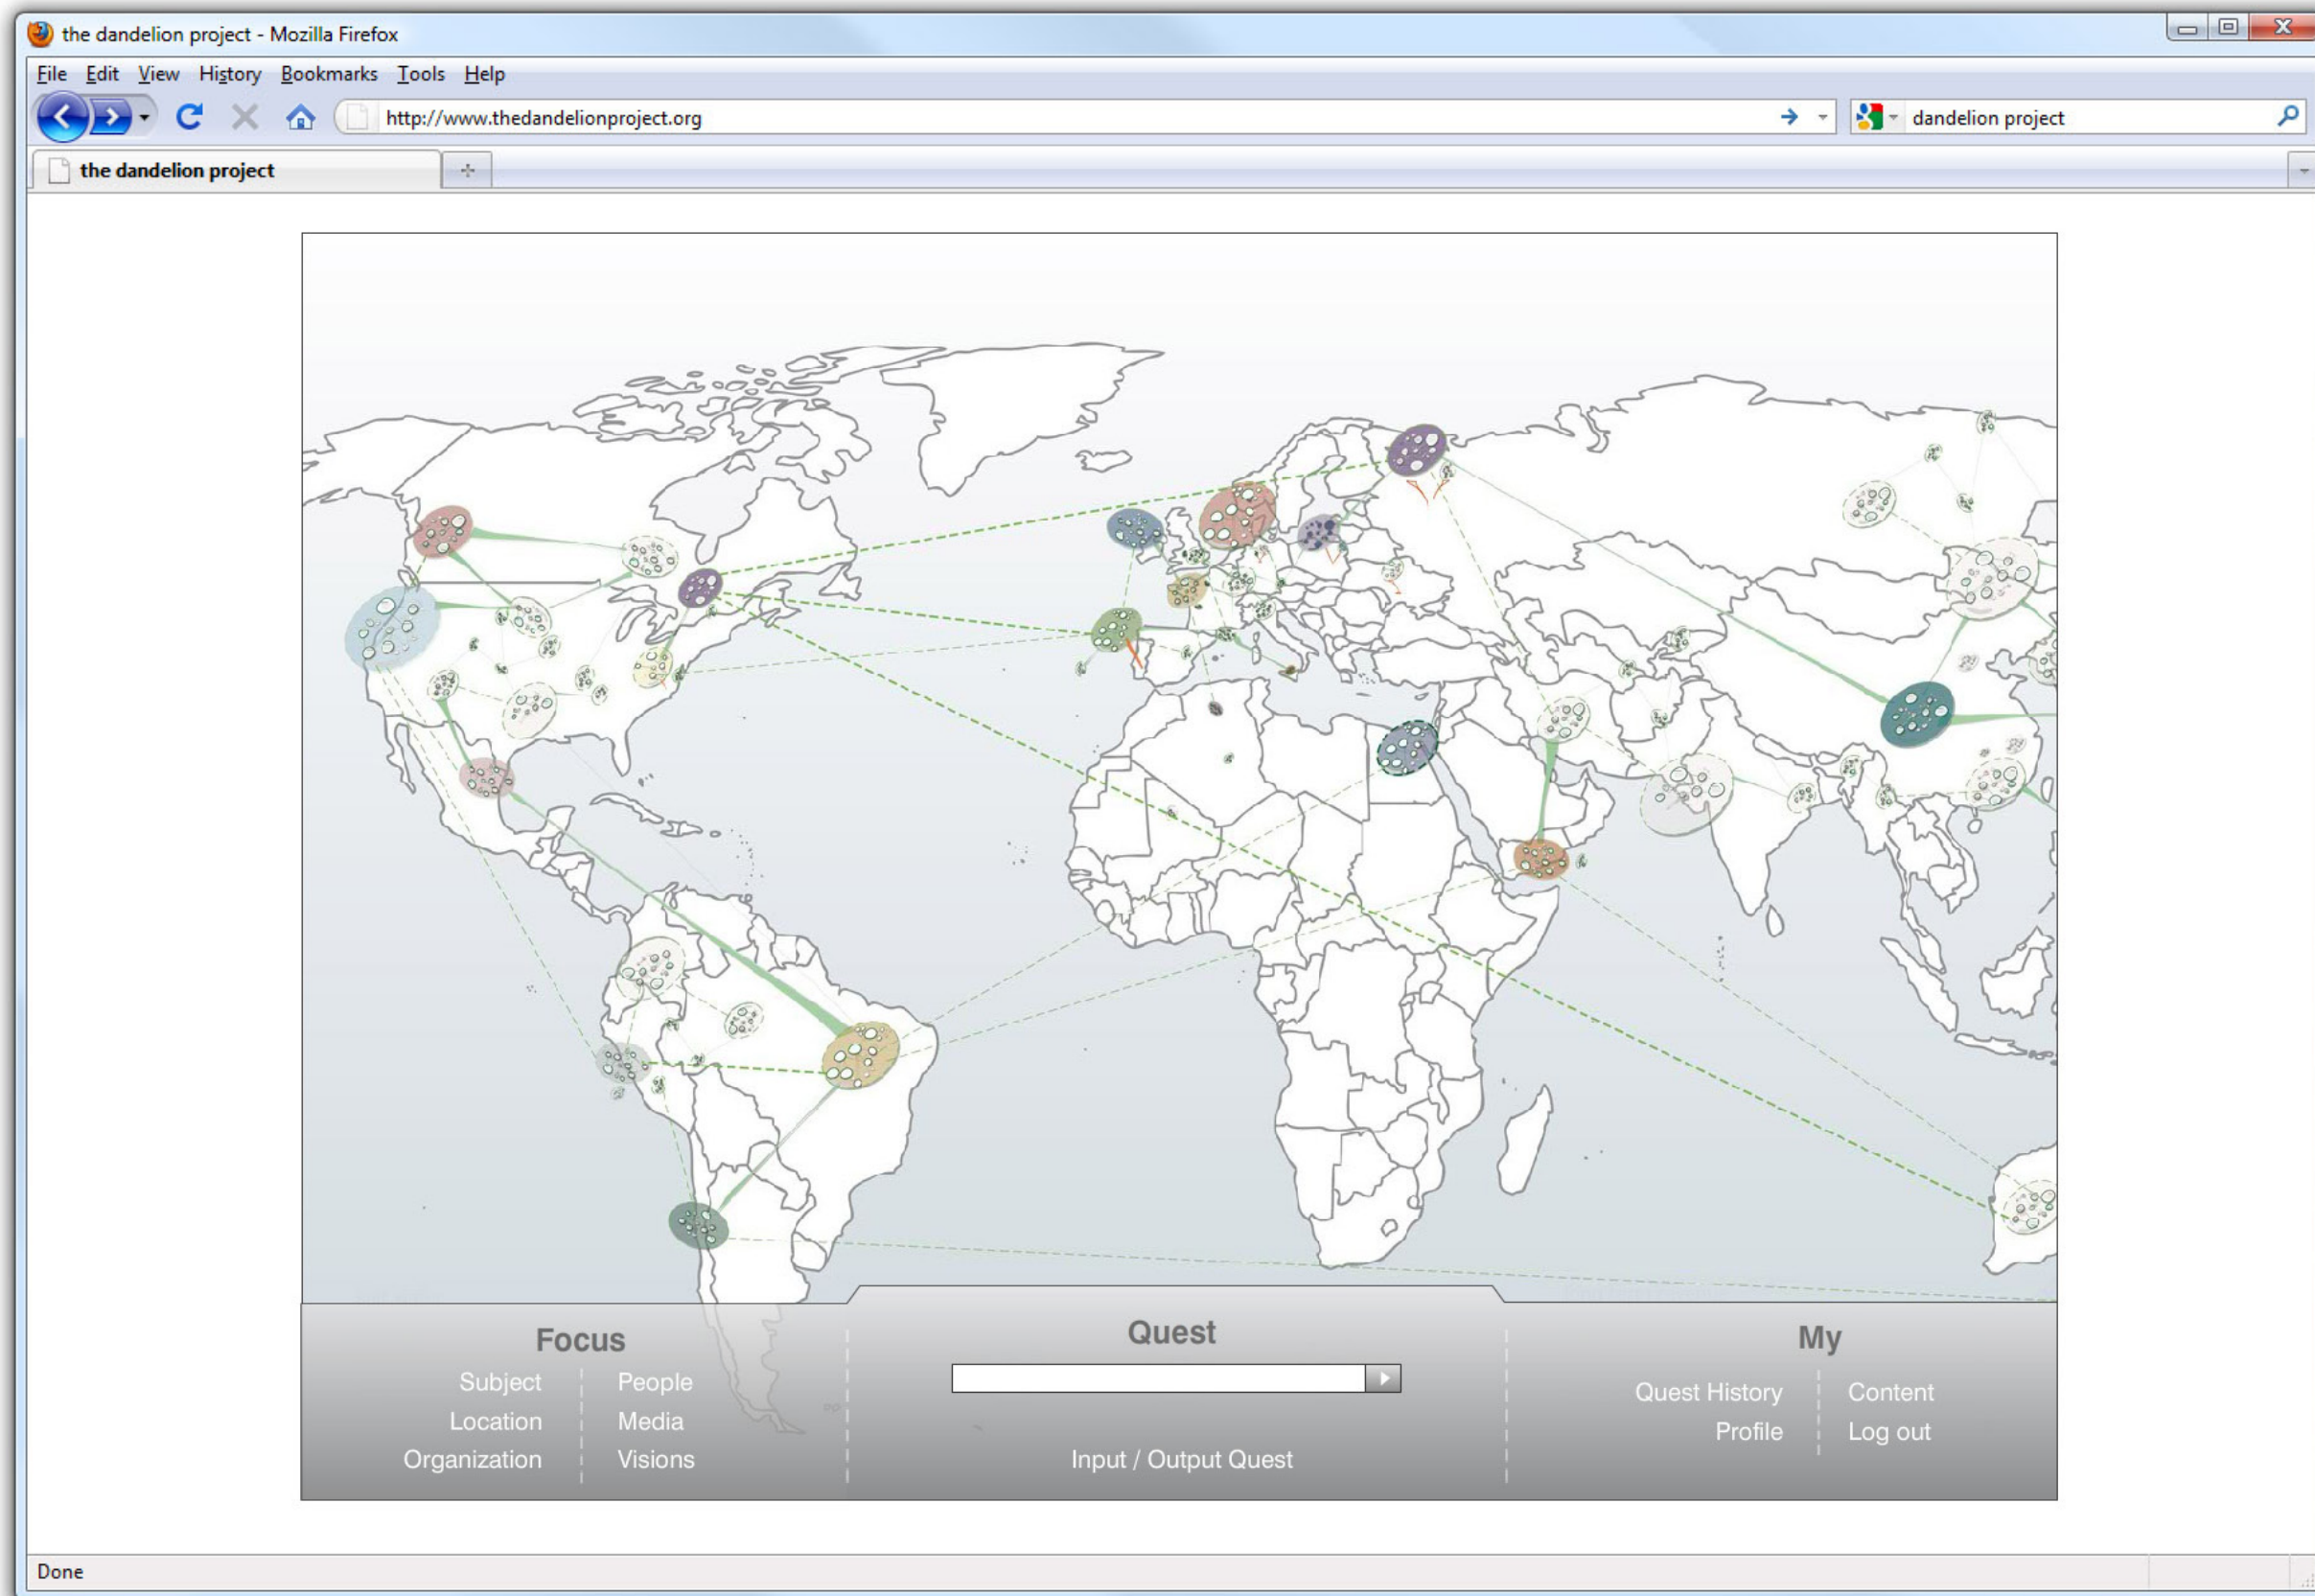 the dandelion project - Mozilla Firefox
File Edit View History Bookmarks Tools Help
http://www.thedandelionproject.org
dandelion project
the dandelion project
Focus
Subject
People
Location
Media
Organization
Visions
Quest
Input / Output Quest
My
Quest History
Content
Profile
Log out
Done